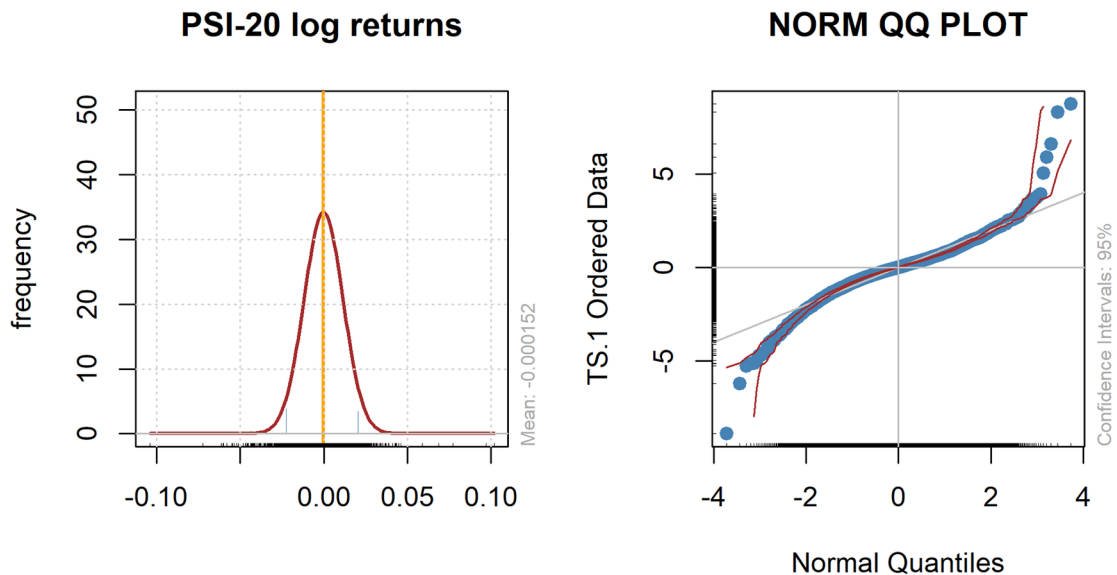 PSI-20 log returns
frequency
50
40
30
20
10
0
-0.10
0.00
0.05
0.10
Mean: -0.000152
NORM QQ PLOT
TS.1 Ordered Data
5
0
-5
-4
-2
0
2
4
Normal Quantiles
Confidence Intervals: 95%